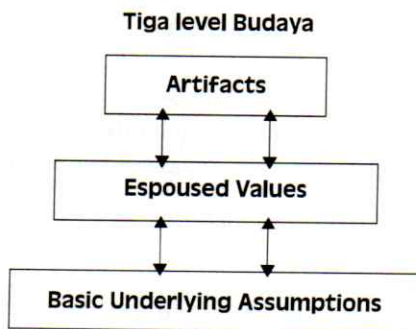 Tiga level Budaya
Artifacts
Espoused Values
Basic Underlying Assumptions